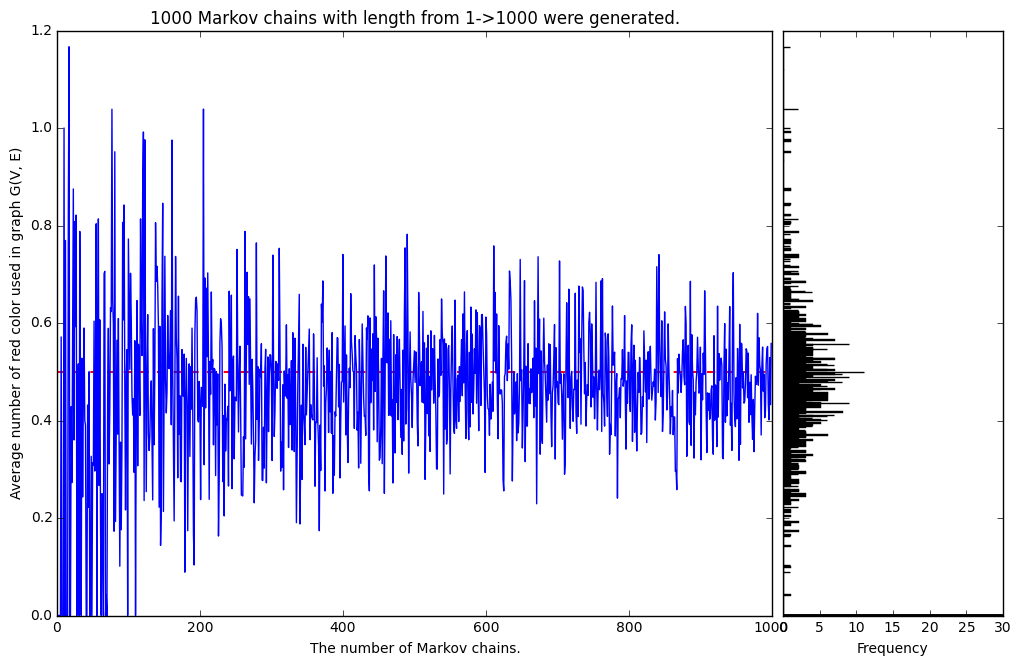 1000 Markov chains with length from 1->1000 were generated.
Average number of red color used in graph G(V, E)
1.2
1.0
0.8
0.6
0.4
0.2
0.0
0 200 400 600 800 1000
The number of Markov chains.
0 5 10 15 20 25 30
Frequency